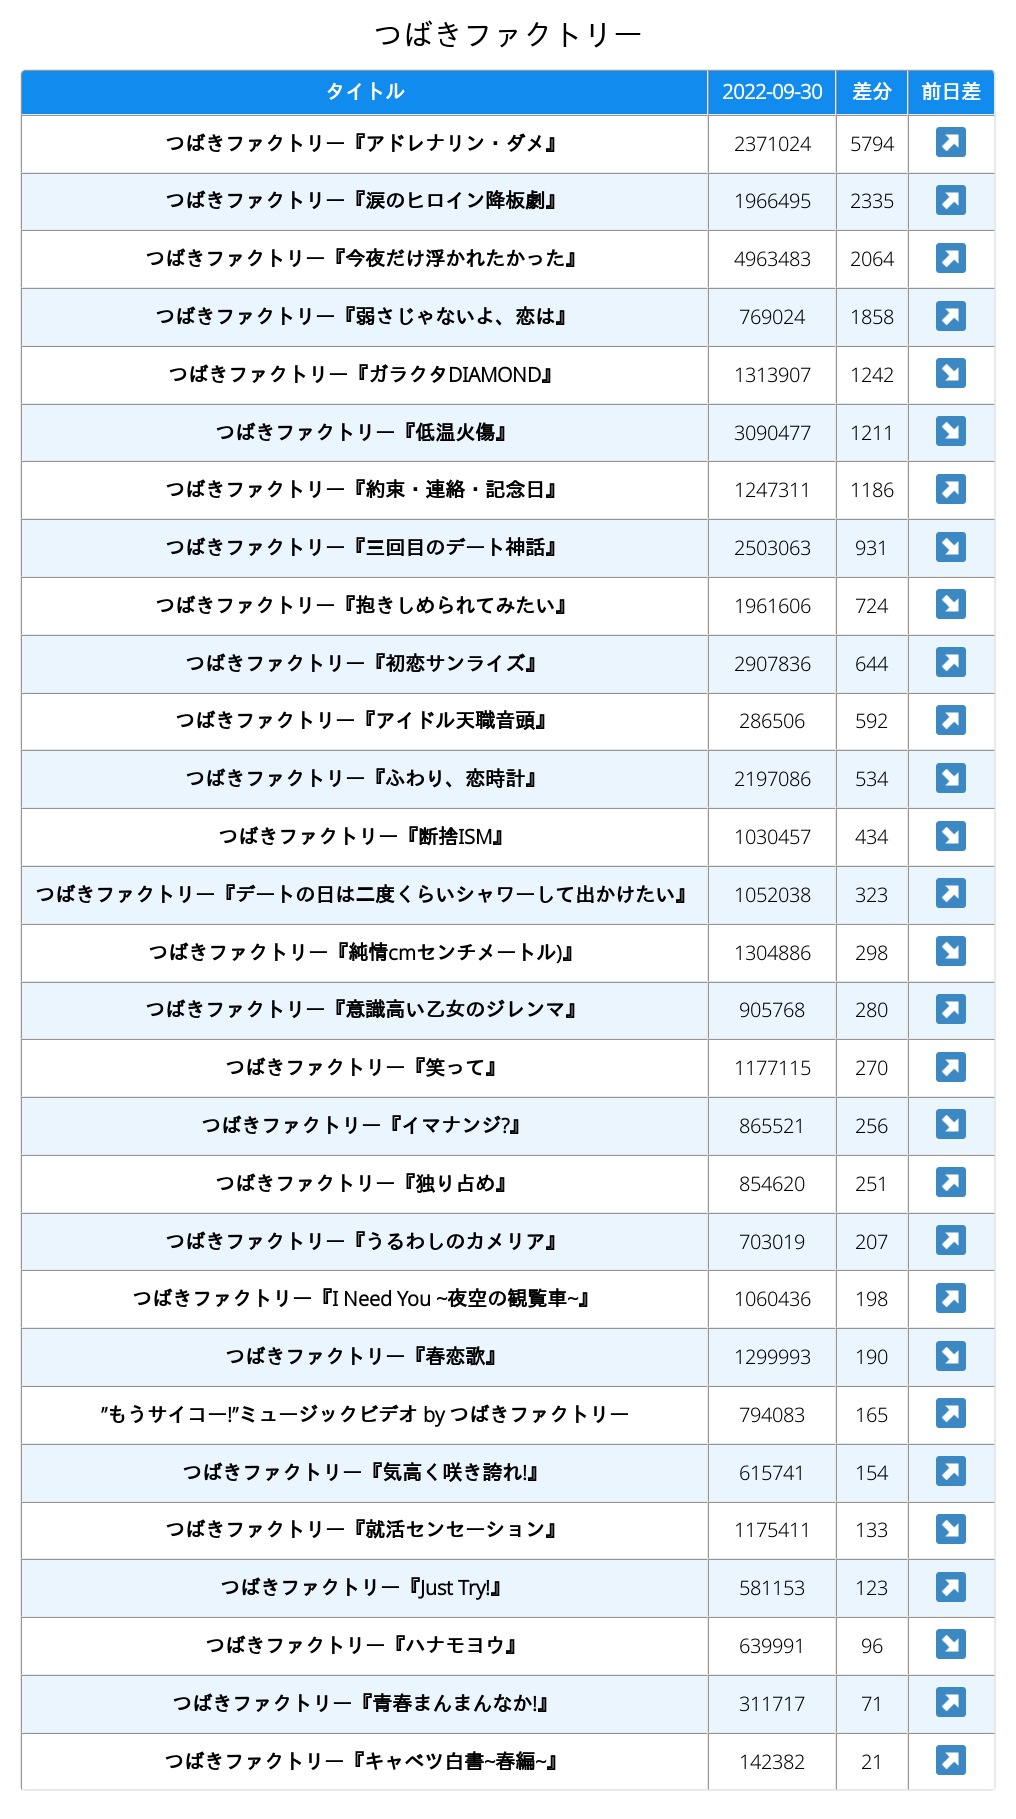 つばきファクトリー
タイトル 2022-09-30 差分 前日差
つばきファクトリー『アドレナリン・ダメ』 2371024 5794 ↗
つばきファクトリー『涙のヒロイン降板劇』 1966495 2335 ↗
つばきファクトリー『今夜だけ浮かれたかった』 4963483 2064 ↗
つばきファクトリー『弱さじゃないよ、恋は』 769024 1858 ↗
つばきファクトリー『ガラクタDIAMOND』 1313907 1242 ↘
つばきファクトリー『低温火傷』 3090477 1211 ↘
つばきファクトリー『約束・連絡・記念日』 1247311 1186 ↗
つばきファクトリー『三回目のデート神話』 2503063 931 ↘
つばきファクトリー『抱きしめられてみたい』 1961606 724 ↘
つばきファクトリー『初恋サンライズ』 2907836 644 ↗
つばきファクトリー『アイドル天職音頭』 286506 592 ↗
つばきファクトリー『ふわり、恋時計』 2197086 534 ↘
つばきファクトリー『断捨ISM』 1030457 434 ↘
つばきファクトリー『デートの日は二度くらいシャワーして出かけたい』 1052038 323 ↗
つばきファクトリー『純情cmセンチメートル)』 1304886 298 ↘
つばきファクトリー『意識高い乙女のジレンマ』 905768 280 ↗
つばきファクトリー『笑って』 1177115 270 ↗
つばきファクトリー『イマナンジ?』 865521 256 ↘
つばきファクトリー『独り占め』 854620 251 ↗
つばきファクトリー『うるわしのカメリア』 703019 207 ↗
つばきファクトリー『I Need You ~夜空の観覧車~』 1060436 198 ↗
つばきファクトリー『春恋歌』 1299993 190 ↘
”もうサイコー!”ミュージックビデオ by つばきファクトリー 794083 165 ↗
つばきファクトリー『気高く咲き誇れ!』 615741 154 ↗
つばきファクトリー『就活センセーション』 1175411 133 ↘
つばきファクトリー『Just Try!』 581153 123 ↗
つばきファクトリー『ハナモヨウ』 639991 96 ↘
つばきファクトリー『青春まんまんなか!』 311717 71 ↗
つばきファクトリー『キャベツ白書~春編~』 142382 21 ↗